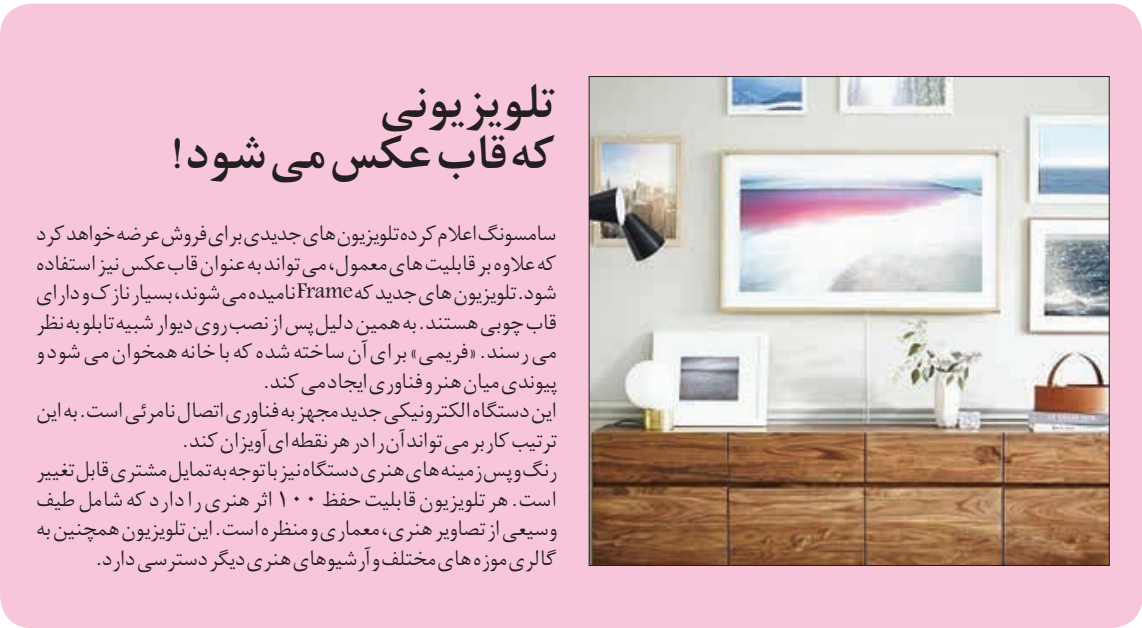 تلویزیونی
که قاب عکس می شود!
سامسونگ اعلام کرده تلویزیون های جدیدی برای فروش عرضه خواهد کرد
که علاوه بر قابلیت های معمول، می تواند به عنوان قاب عکس نیز استفاده
شود. تلویزیون های جدید که Frame نامیده می شوند، بسیار نازک و دارای
قاب چوبی هستند. به همین دلیل پس از نصب روی دیوار شبیه تابلو به نظر
می رسند. «فریمی» برای آن ساخته شده که با خانه همخوان می شود و
پیوندی میان هنر و فناوری ایجاد می کند.
این دستگاه الکترونیکی جدید مجهز به فناوری اتصال نامرئی است. به این
ترتیب کاربر می تواند آن را در هر نقطه ای آویزان کند.
رنگ و پس زمینه های هنری دستگاه نیز با توجه به تمایل مشتری قابل تغییر
است. هر تلویزیون قابلیت حفظ ۱۰۰ اثر هنری را دارد که شامل طیف
وسیعی از تصاویر هنری، معماری و منظره است. این تلویزیون همچنین به
گالری موزه های مختلف و آرشیوهای هنری دیگر دسترسی دارد.